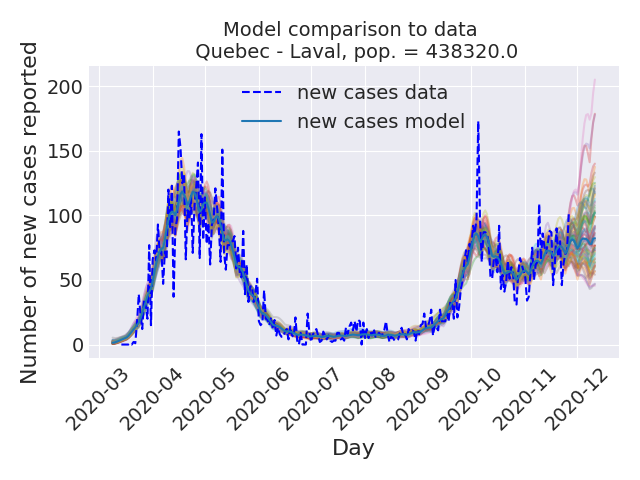 Model comparison to data
Quebec - Laval, pop. = 438320.0
Number of new cases reported
200
150
100
50
0
new cases data
new cases model
2020-03
2020-04
2020-05
2020-06
2020-07
2020-08
2020-09
2020-10
2020-11
2020-12
Day